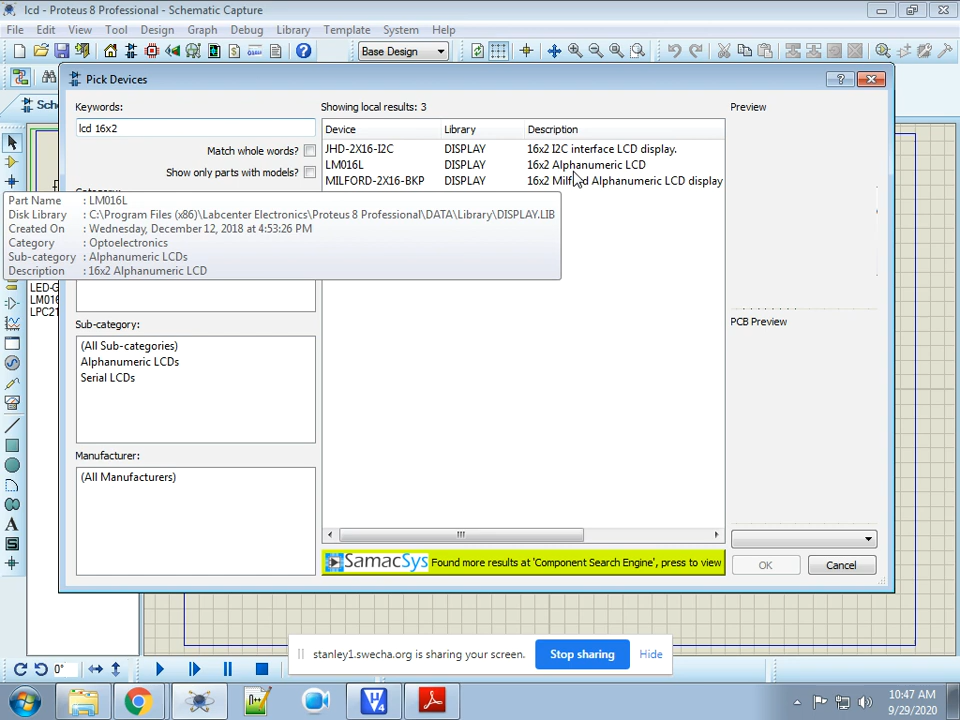 lcd - Proteus 8 Professional - Schematic Capture
File Edit View Tool Design Graph Debug Library Template System Help
Base Design
Sch
Pick Devices
Keywords:
lcd 16x2
Match whole words?
Show only parts with models?
Showing local results: 3
Device Library Description
JHD-2X16-I2C DISPLAY 16x2 I2C interface LCD display.
LM016L DISPLAY 16x2 Alphanumeric LCD
MILFORD-2X16-BKP DISPLAY 16x2 Milford Alphanumeric LCD display
Preview
Part Name : LM016L
Disk Library : C:\Program Files (x86)\Labcenter Electronics\Proteus 8 Professional\DATA\Library\DISPLAY.LIB
Created On : Wednesday, December 12, 2018 at 4:53:26 PM
Category : Optoelectronics
Sub-category : Alphanumeric LCDs
Description : 16x2 Alphanumeric LCD
LED-G
LM016
LPC21
Sub-category:
(All Sub-categories)
Alphanumeric LCDs
Serial LCDs
Manufacturer:
(All Manufacturers)
PCB Preview
SamacSys Found more results at 'Component Search Engine', press to view
OK
Cancel
stanley1.swecha.org is sharing your screen.
Stop sharing
Hide
0°
10:47 AM
9/29/2020